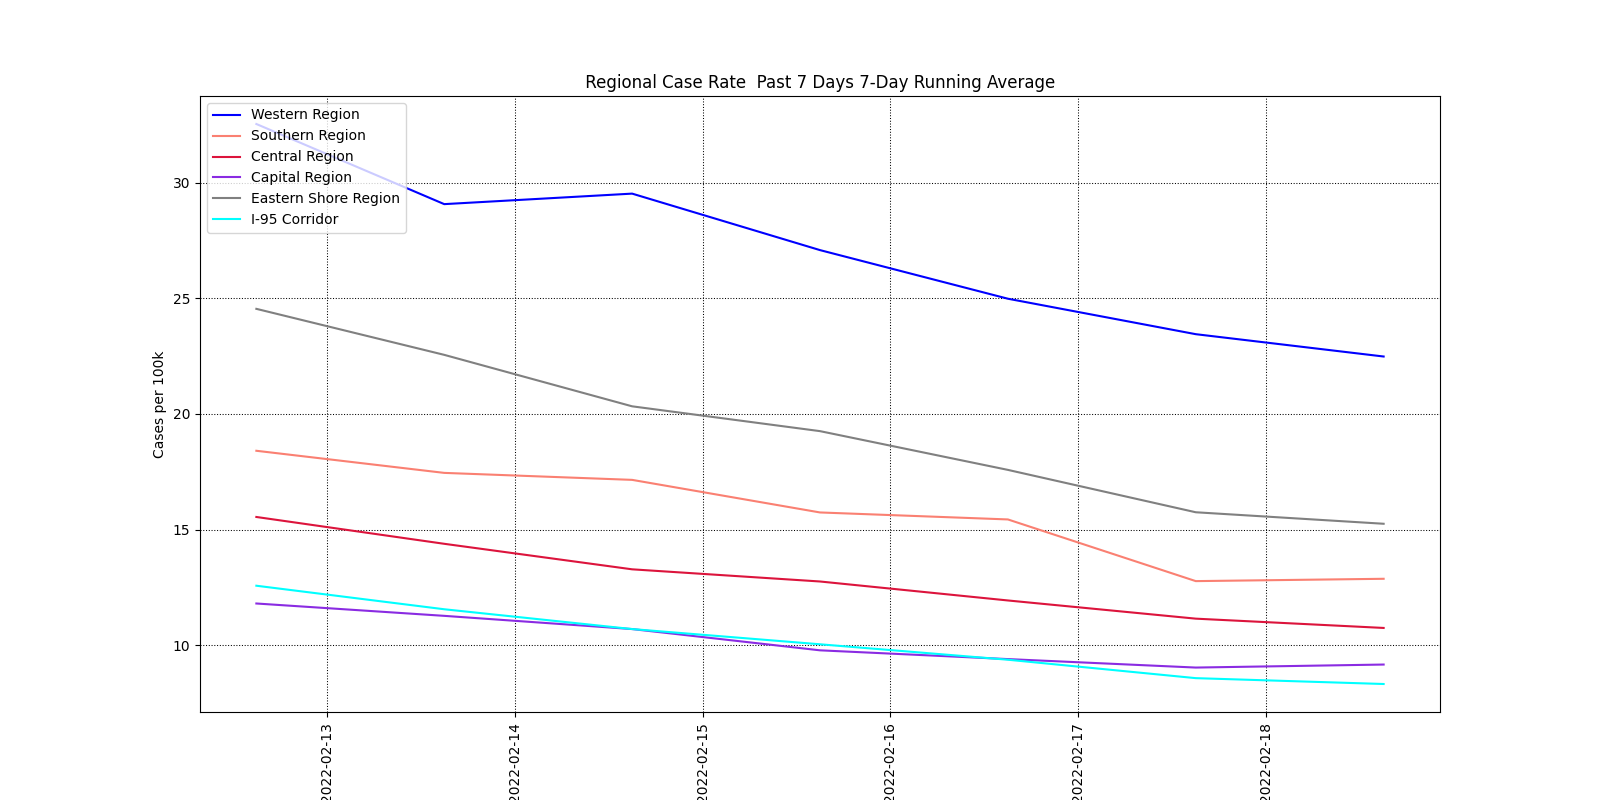 Regional Case Rate  Past 7 Days 7-Day Running Average
Western Region
Southern Region
Central Region
Capital Region
Eastern Shore Region
I-95 Corridor
30
25
20
15
10
Cases per 100k
2022-02-13
2022-02-14
2022-02-15
2022-02-16
2022-02-17
2022-02-18